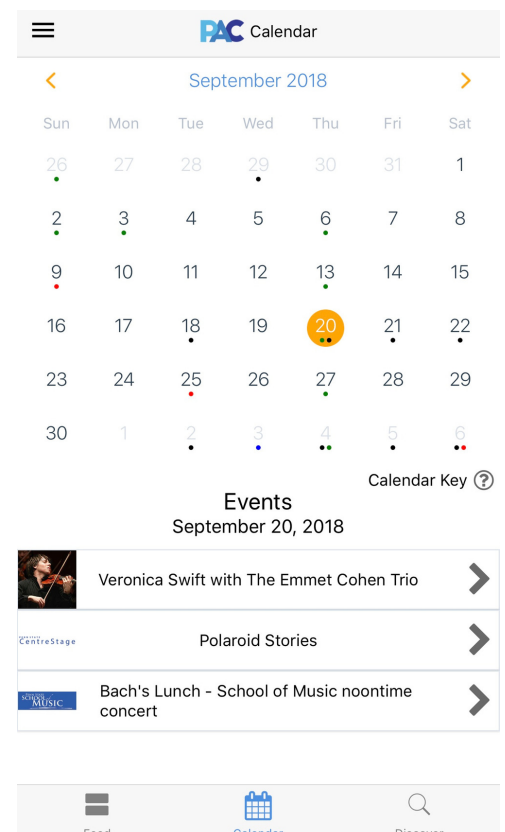 PAC Calendar
September 2018
Sun Mon Tue Wed Thu Fri Sat
26 27 28 29 30 31 1
2 3 4 5 6 7 8
9 10 11 12 13 14 15
16 17 18 19 20 21 22
23 24 25 26 27 28 29
30 1 2 3 4 5 6
Calendar Key ?
Events
September 20, 2018
Veronica Swift with The Emmet Cohen Trio
CentreStage
Polaroid Stories
SCHOOL of
MUSIC
Bach's Lunch - School of Music noontime
concert
Feed Calendar Discover